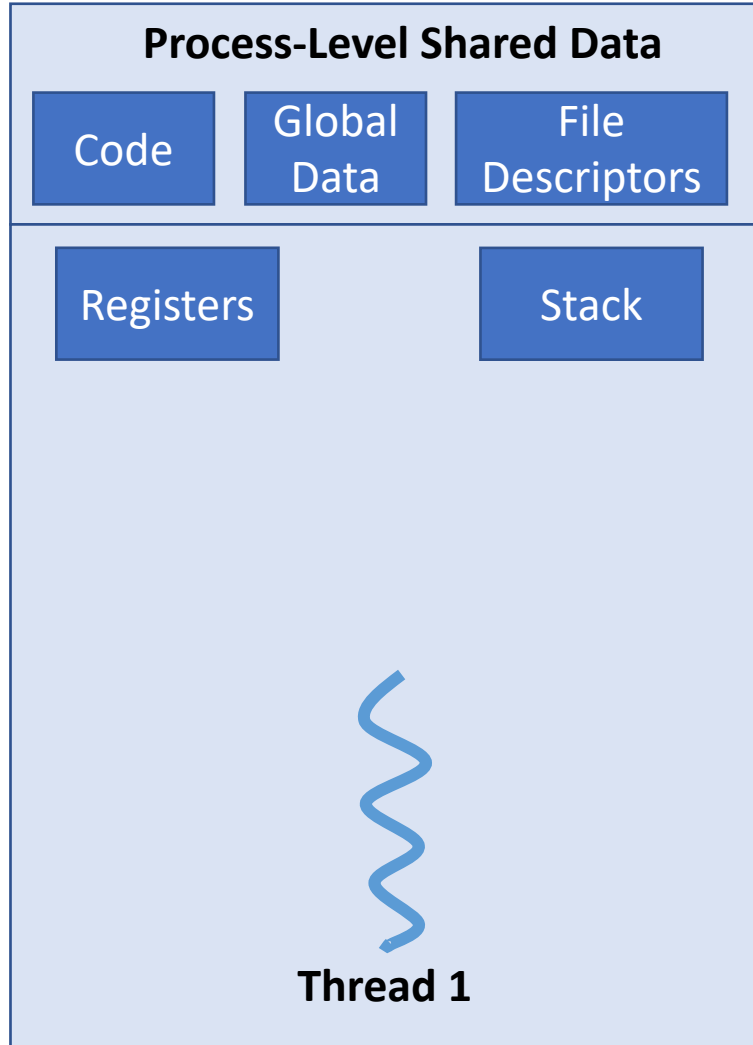 Process-Level Shared Data
Code
Global
Data
File
Descriptors
Registers
Stack
Thread 1